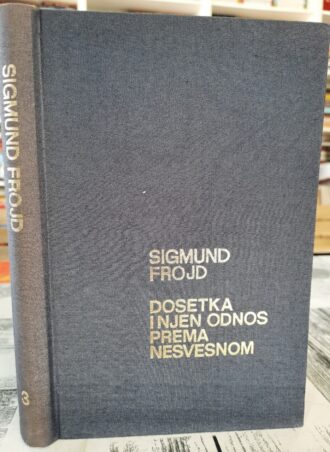 SIGMUND FROJD
3
SIGMUND
FROJD
DOSETKA
I NJEN ODNOS
PREMA
NESVESNOM